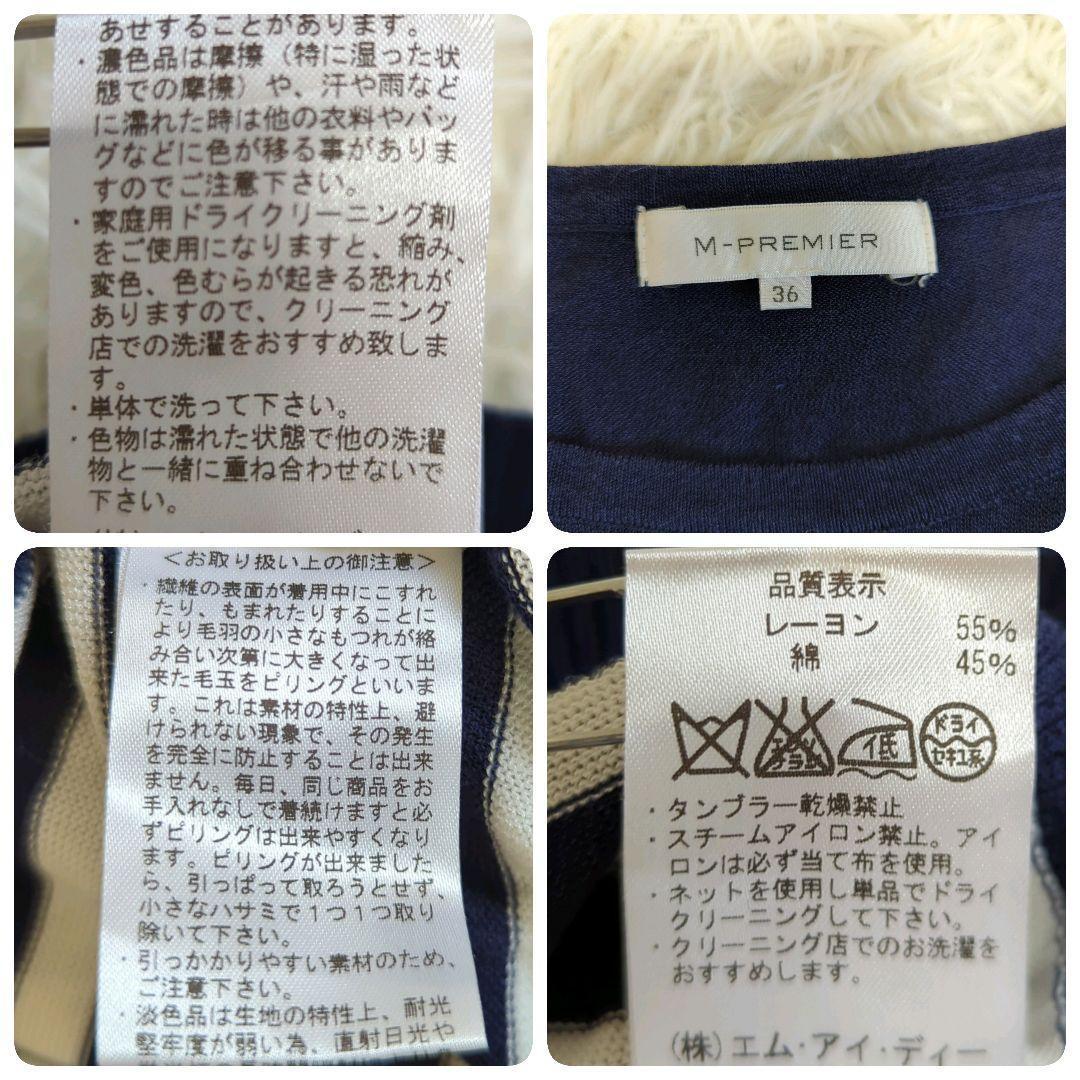 あせすることがあります。
・濃色品は摩擦（特に湿った状
態での摩擦）や、汗や雨など
に濡れた時は他の衣料やバッ
グなどに色が移る事がありま
すのでご注意下さい。
・家庭用ドライクリーニング剤
をご使用になりますと、縮み、
変色、色むらが起きる恐れが
ありますので、クリーニング
店での洗濯をおすすめ致しま
す。
・単体で洗って下さい。
・色物は濡れた状態で他の洗濯
物と一緒に重ね合わせないで
下さい。
M-PREMIER
36
＜お取り扱い上の御注意＞
・繊維の表面が着用中にこすれ
たり、もまれたりすることに
より毛羽の小さなもつれが絡
み合い次第に大きくなって出
来た毛玉をピリングといいま
す。これは素材の特性上、避
けられない現象で、その発生
を完全に防止することは出来
ません。毎日、同じ商品をお
手入れなしで着続けますと必
ずピリングは出来やすくなり
ます。ピリングが出来ました
ら、引っぱって取ろうとせず、
小さなハサミで1つ1つ取り
除いて下さい。
・引っかかりやすい素材のため、
ご注意下さい。
・淡色品は生地の特性上、耐光
堅牢度が弱い為、直射日光や
品質表示
レーヨン 55%
綿 45%
エンソサラシ 低 ドライ セキユ系
・タンブラー乾燥禁止
・スチームアイロン禁止。アイ
ロンは必ず当て布を使用。
・ネットを使用し単品でドライ
クリーニングして下さい。
・クリーニング店でのお洗濯を
おすすめします。
(株)エム・アイ・ディー